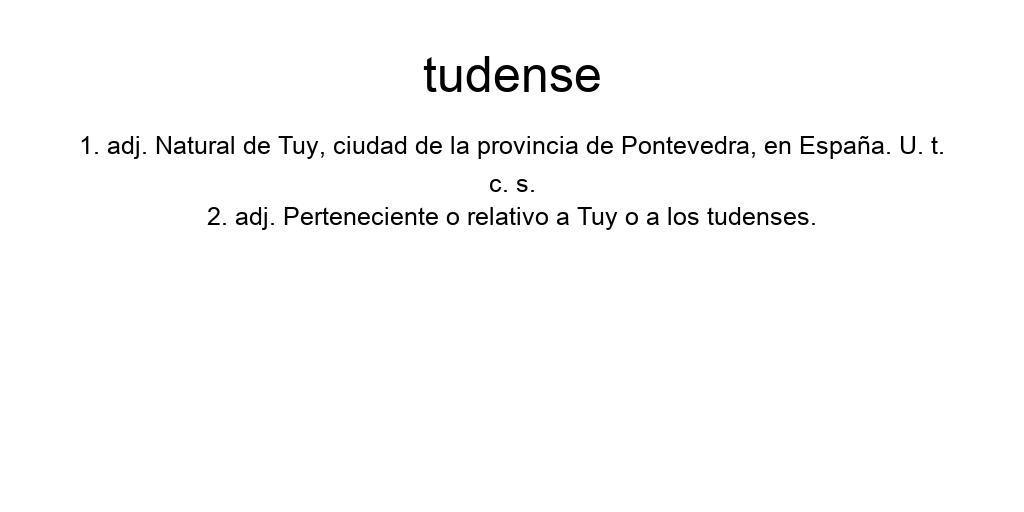 tudense
1. adj. Natural de Tuy, ciudad de la provincia de Pontevedra, en España. U. t.
c. s.
2. adj. Perteneciente o relativo a Tuy o a los tudenses.